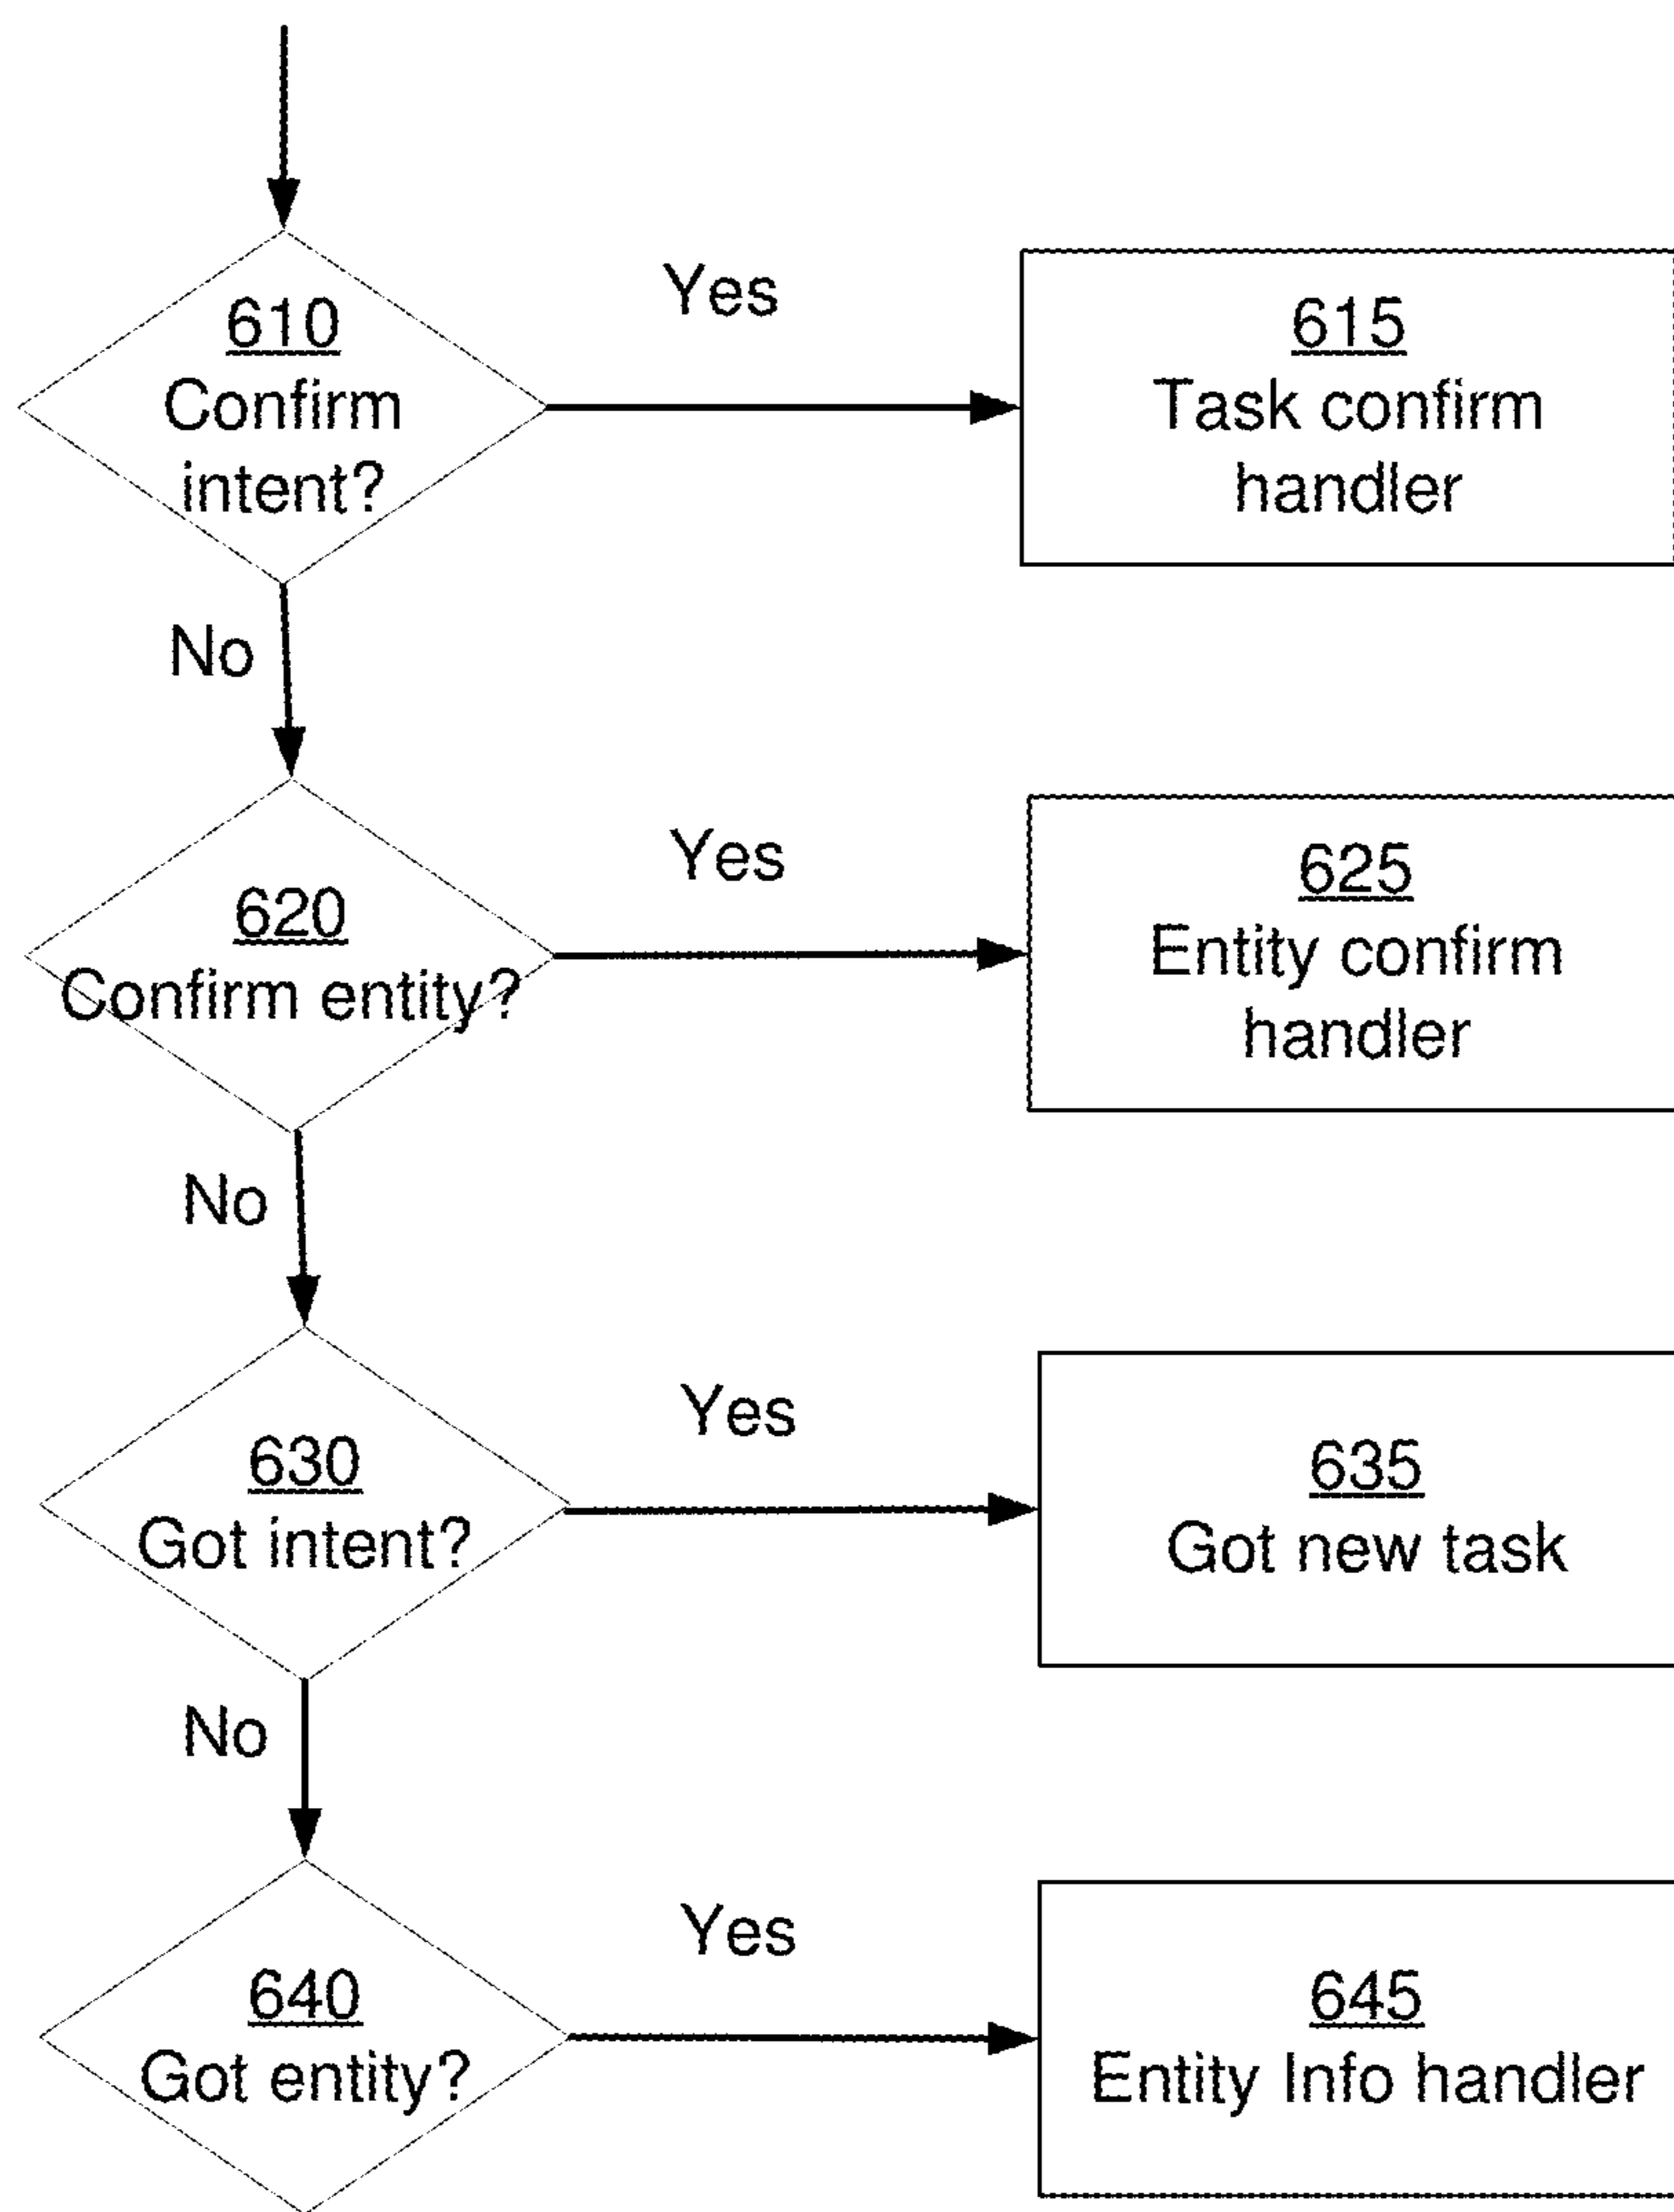 610
Confirm
intent?
Yes
615
Task confirm
handler
No
620
Confirm entity?
Yes
625
Entity confirm
handler
No
630
Got intent?
Yes
635
Got new task
No
640
Got entity?
Yes
645
Entity Info handler